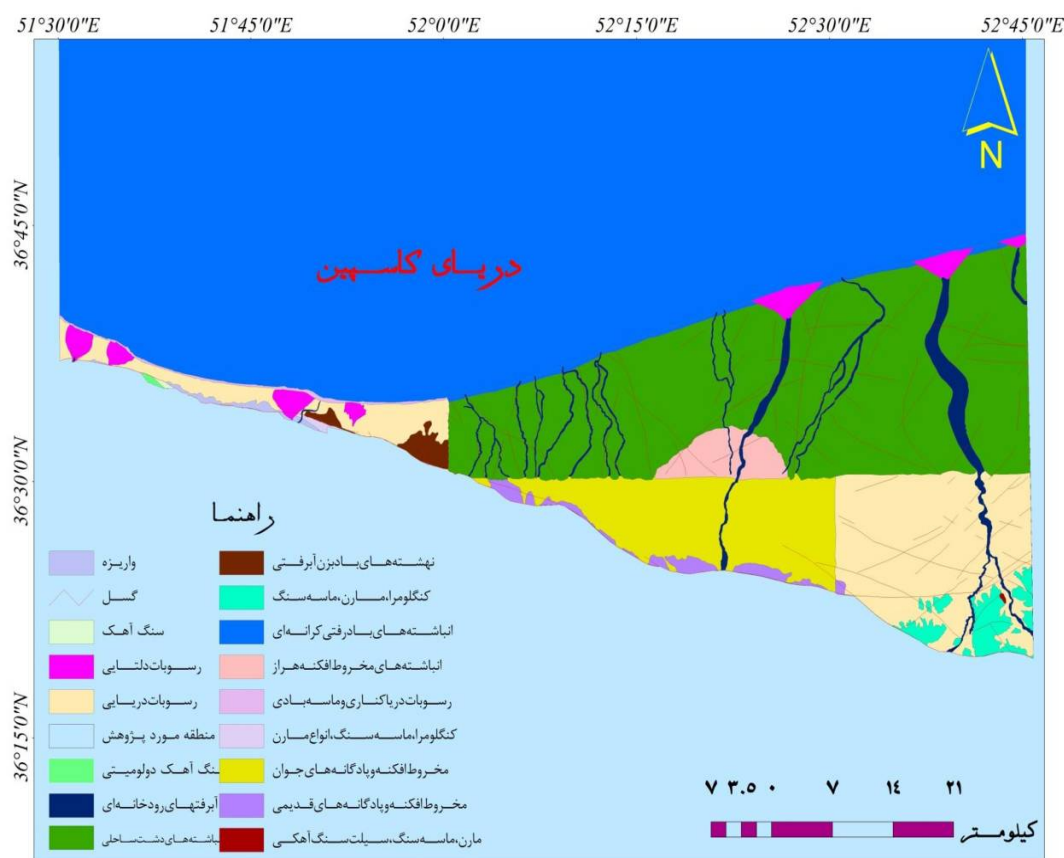 51°30'0"E 51°45'0"E 52°0'0"E 52°15'0"E 52°30'0"E 52°45'0"E
N
36°45'0"N
دریای کاسپین
36°30'0"N
راهنما
واریزه
نهشته‌های بادبزن آبرفتی
گسل
کنگلومرا، مارن، ماسه سنگ
سنگ آهک
انباشته‌های بادرفتی کرانه‌ای
رسوبات دلتایی
انباشته‌های مخروط افکنه هراز
رسوبات دریایی
رسوبات دریاکناری و ماسه بادی
منطقه مورد پژوهش
کنگلومرا، ماسه سنگ، انواع مارن
36°15'0"N
نگ آهک دولومیتی
مخروط افکنه و پادگانه‌های جوان
آبرفتهای رودخانه‌ای
مخروط افکنه و پادگانه‌های قدیمی
باشته‌های دشت ساحلی
مارن، ماسه سنگ، سیلت سنگ آهکی
۷ ۳.۵ ۰ ۷ ۱٤ ۲۱
کیلومتر